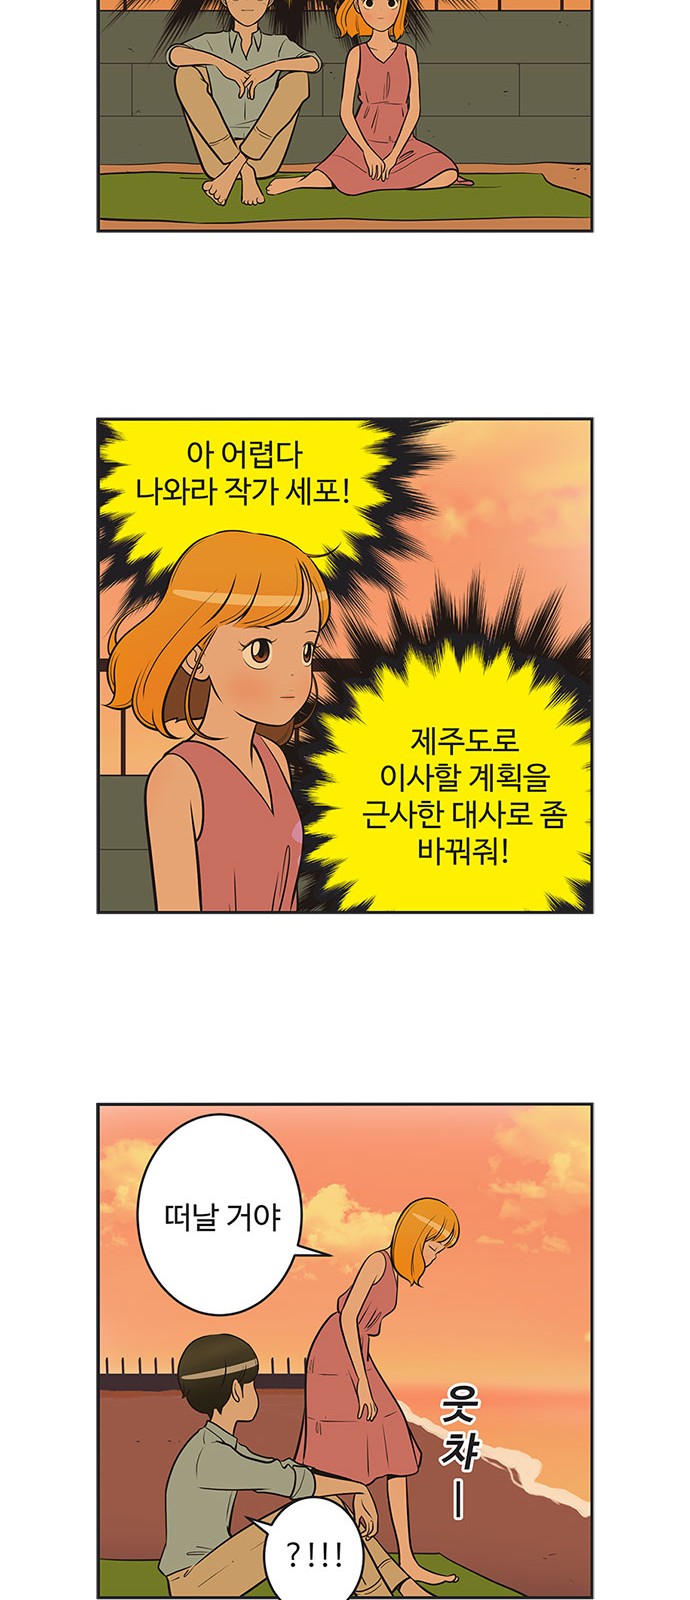 아 어렵다
나와라 작가 세포!
제주도로
이사할 계획을
근사한 대사로 좀
바꿔줘!
떠날 거야
웃챠ー
?!!!